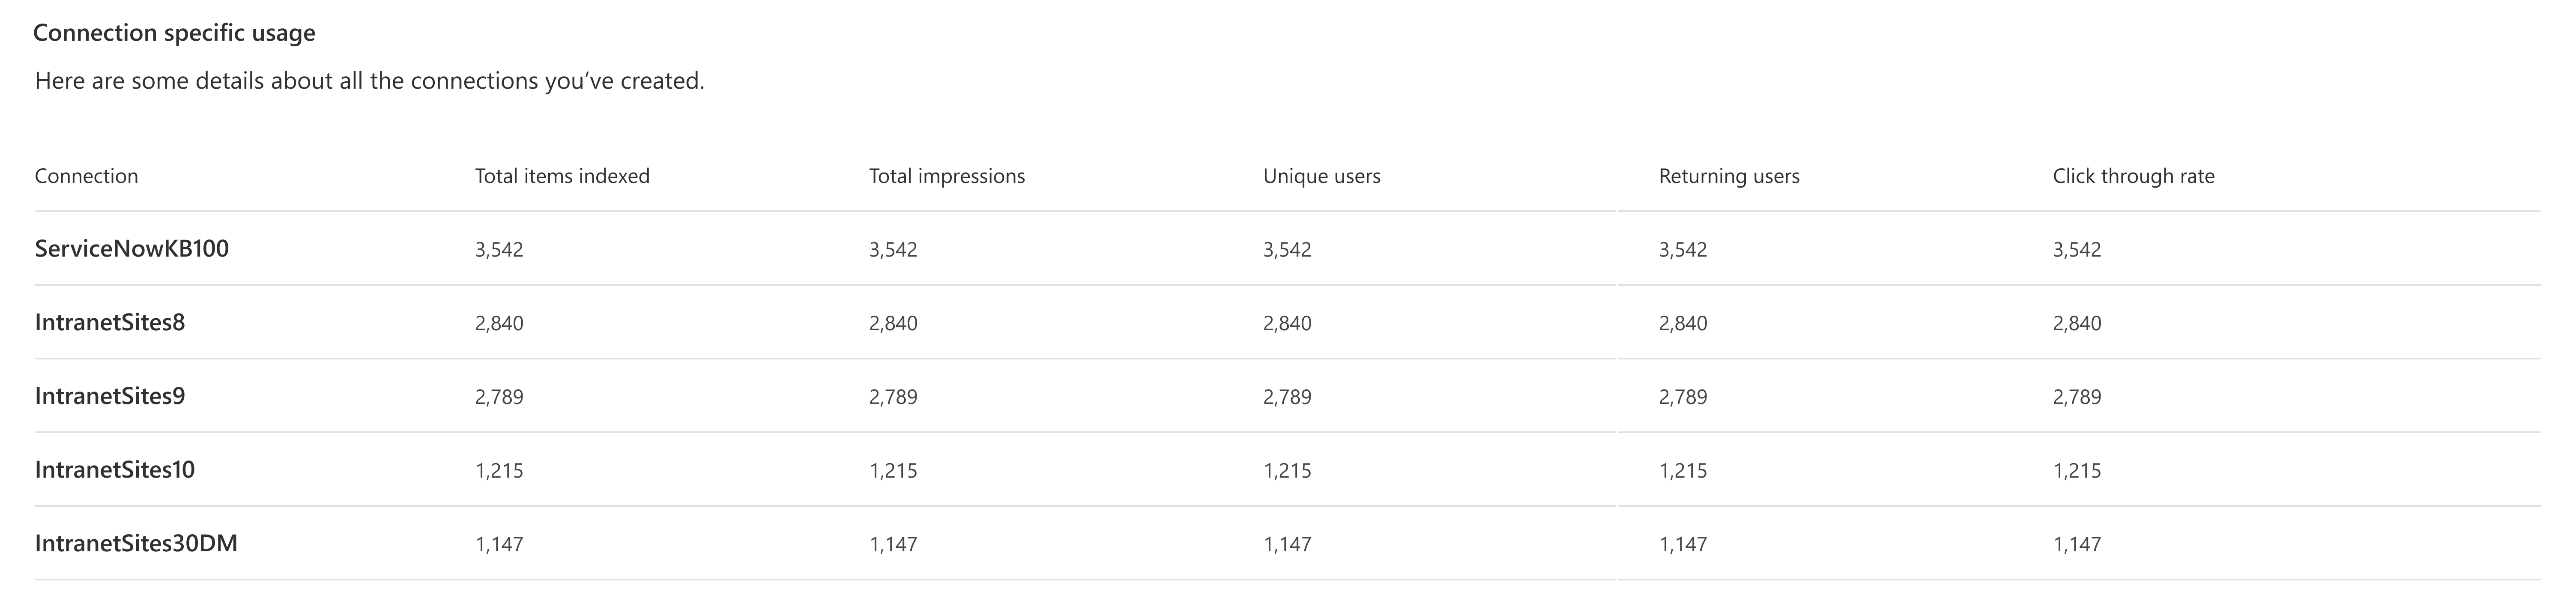 Connection specific usage
Here are some details about all the connections you’ve created.
Connection Total items indexed Total impressions Unique users Returning users Click through rate
ServiceNowKB100 3,542 3,542 3,542 3,542 3,542
IntranetSites8 2,840 2,840 2,840 2,840 2,840
IntranetSites9 2,789 2,789 2,789 2,789 2,789
IntranetSites10 1,215 1,215 1,215 1,215 1,215
IntranetSites30DM 1,147 1,147 1,147 1,147 1,147